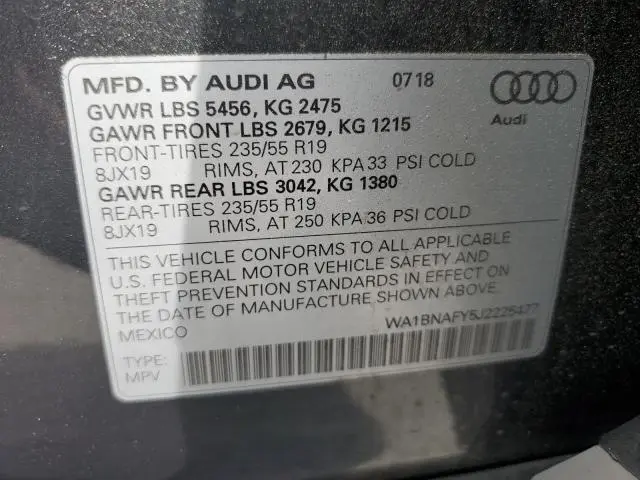 MFD. BY AUDI AG 0718
GVWR LBS 5456, KG 2475
GAWR FRONT LBS 2679, KG 1215
FRONT-TIRES 235/55 R19
8JX19 RIMS, AT 230 KPA 33 PSI COLD
GAWR REAR LBS 3042, KG 1380
REAR-TIRES 235/55 R19
8JX19 RIMS, AT 250 KPA 36 PSI COLD
Audi
THIS VEHICLE CONFORMS TO ALL APPLICABLE
U.S. FEDERAL MOTOR VEHICLE SAFETY AND
THEFT PREVENTION STANDARDS IN EFFECT ON
THE DATE OF MANUFACTURE SHOWN ABOVE.
MEXICO
WA1BNAFY5J2225477
TYPE:
MPV